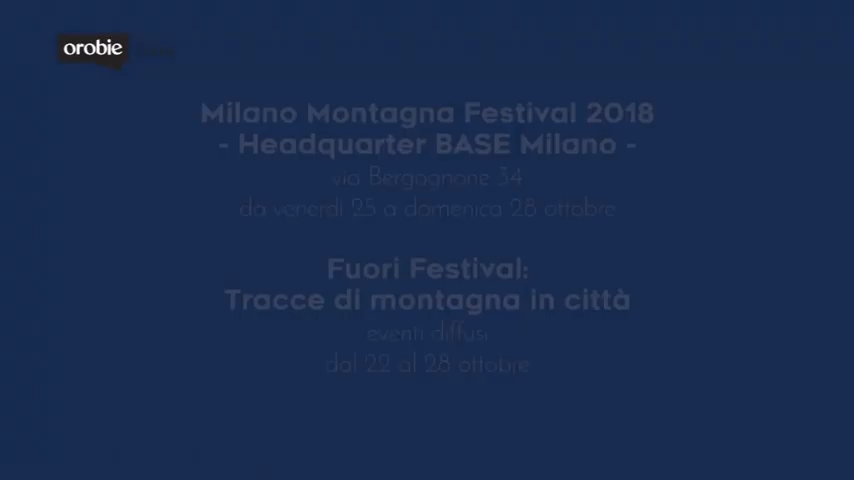 orobie
Milano Montagna Festival 2018
- Headquarter BASE Milano -
via Bergognone 34
da venerdì 25 a domenica 28 ottobre
Fuori Festival:
Tracce di montagna in città
eventi diffusi
dal 22 al 28 ottobre